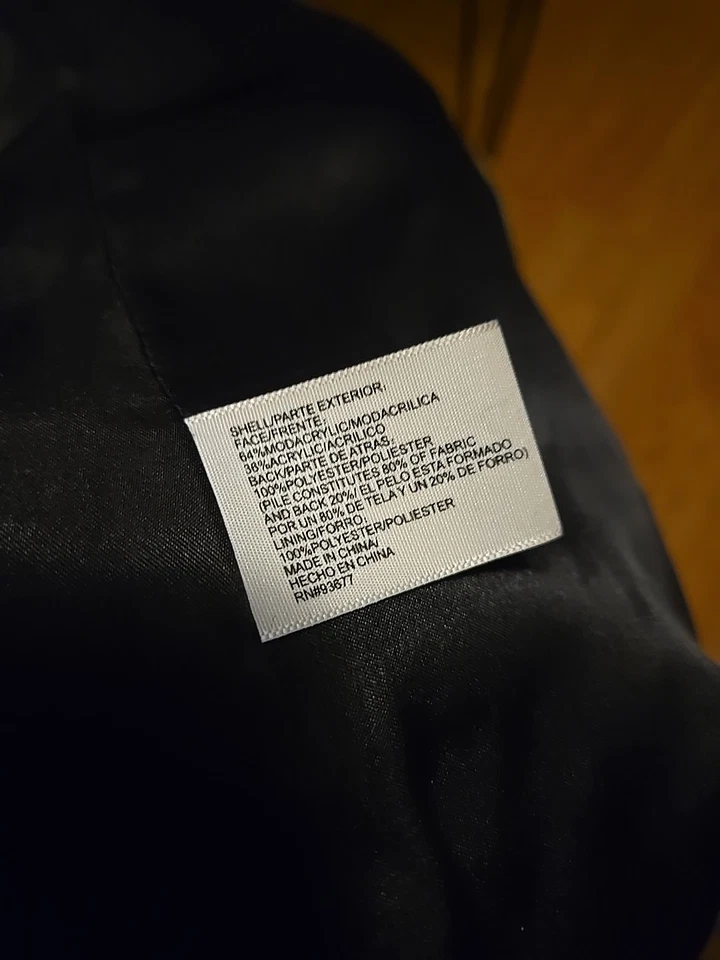 SHELL/PARTE EXTERIOR,
FACE/FRENTE,
64%MODACRYLIC/MODACRILICA
36%ACRYLIC/ACRILICO
BACK/PARTE DE ATRAS,
100%POLYESTER/POLIESTER
(PILE CONSTITUTES 80% OF FABRIC
AND BACK 20%/ EL PELO ESTA FORMADO
POR UN 80% DE TELA Y UN 20% DE FORRO)
LINING/FORRO,
100%POLYESTER/POLIESTER
MADE IN CHINA/
HECHO EN CHINA
RN#93677